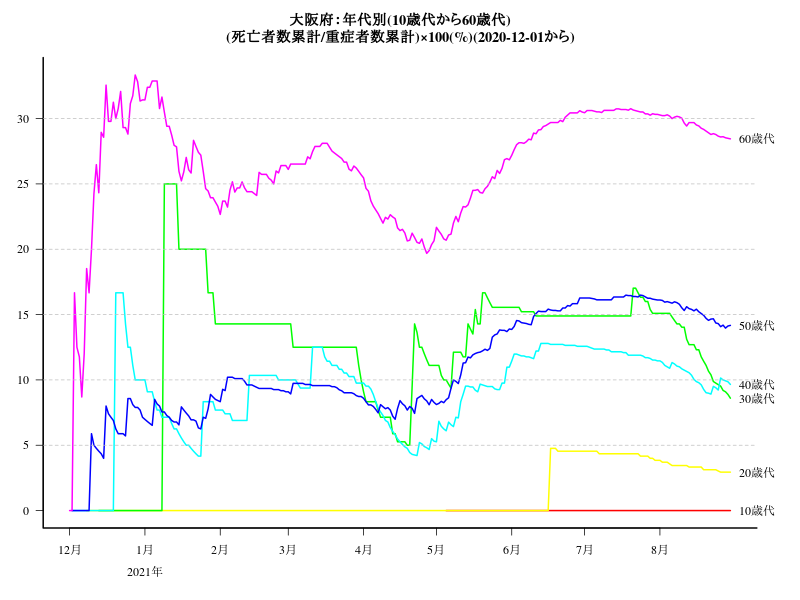 大阪府：年代別(10歳代から60歳代)
(死亡者数累計/重症者数累計)×100(%)(2020-12-01から)
30
25
20
15
10
5
0
60歳代
50歳代
40歳代
30歳代
20歳代
10歳代
12月 1月 2月 3月 4月 5月 6月 7月 8月
2021年